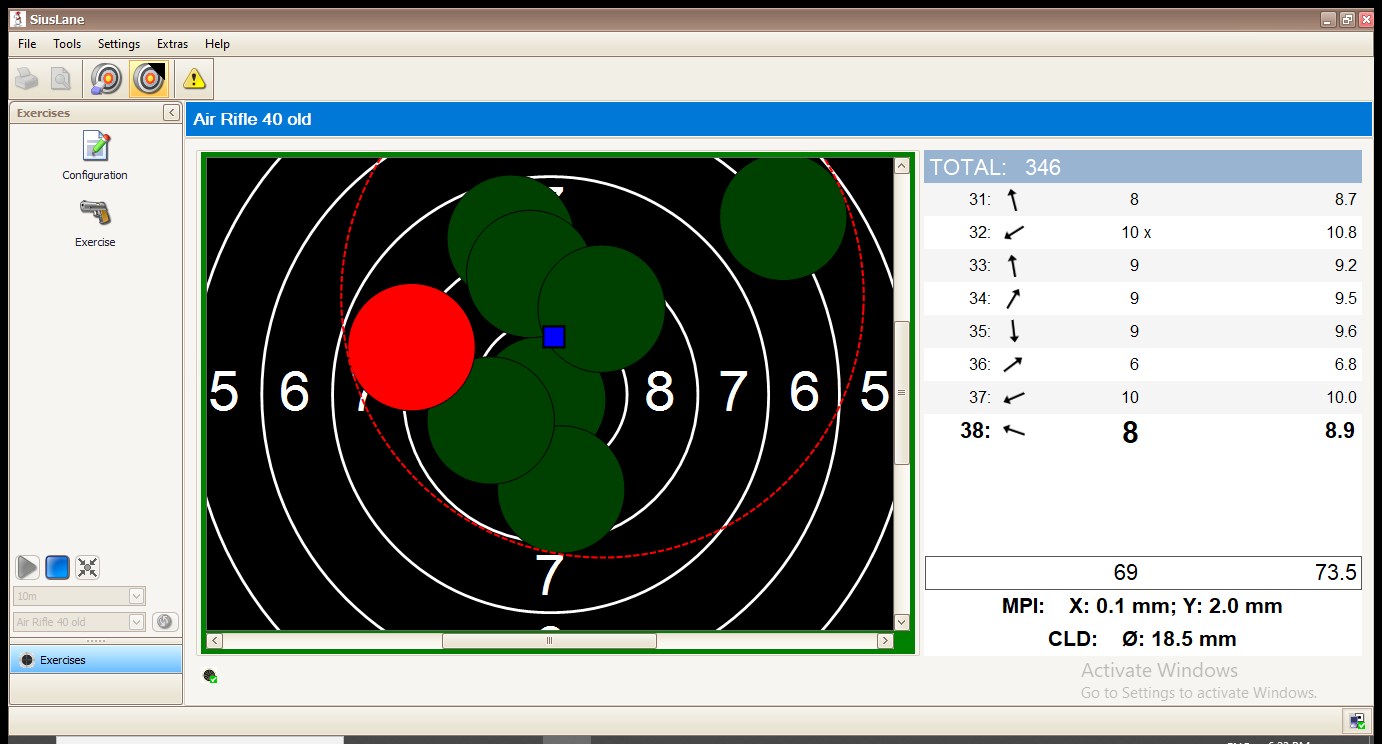 SiusLane
File Tools Settings Extras Help
Exercises
Configuration
Exercise
10m
Air Rifle 40 old
Exercises
Air Rifle 40 old
7
5 6 7 8 7 6 5
7
TOTAL: 346
31: 8 8.7
32: 10 x 10.8
33: 9 9.2
34: 9 9.5
35: 9 9.6
36: 6 6.8
37: 10 10.0
38: 8 8.9
69 73.5
MPI: X: 0.1 mm; Y: 2.0 mm
CLD: Ø: 18.5 mm
Activate Windows
Go to Settings to activate Windows.